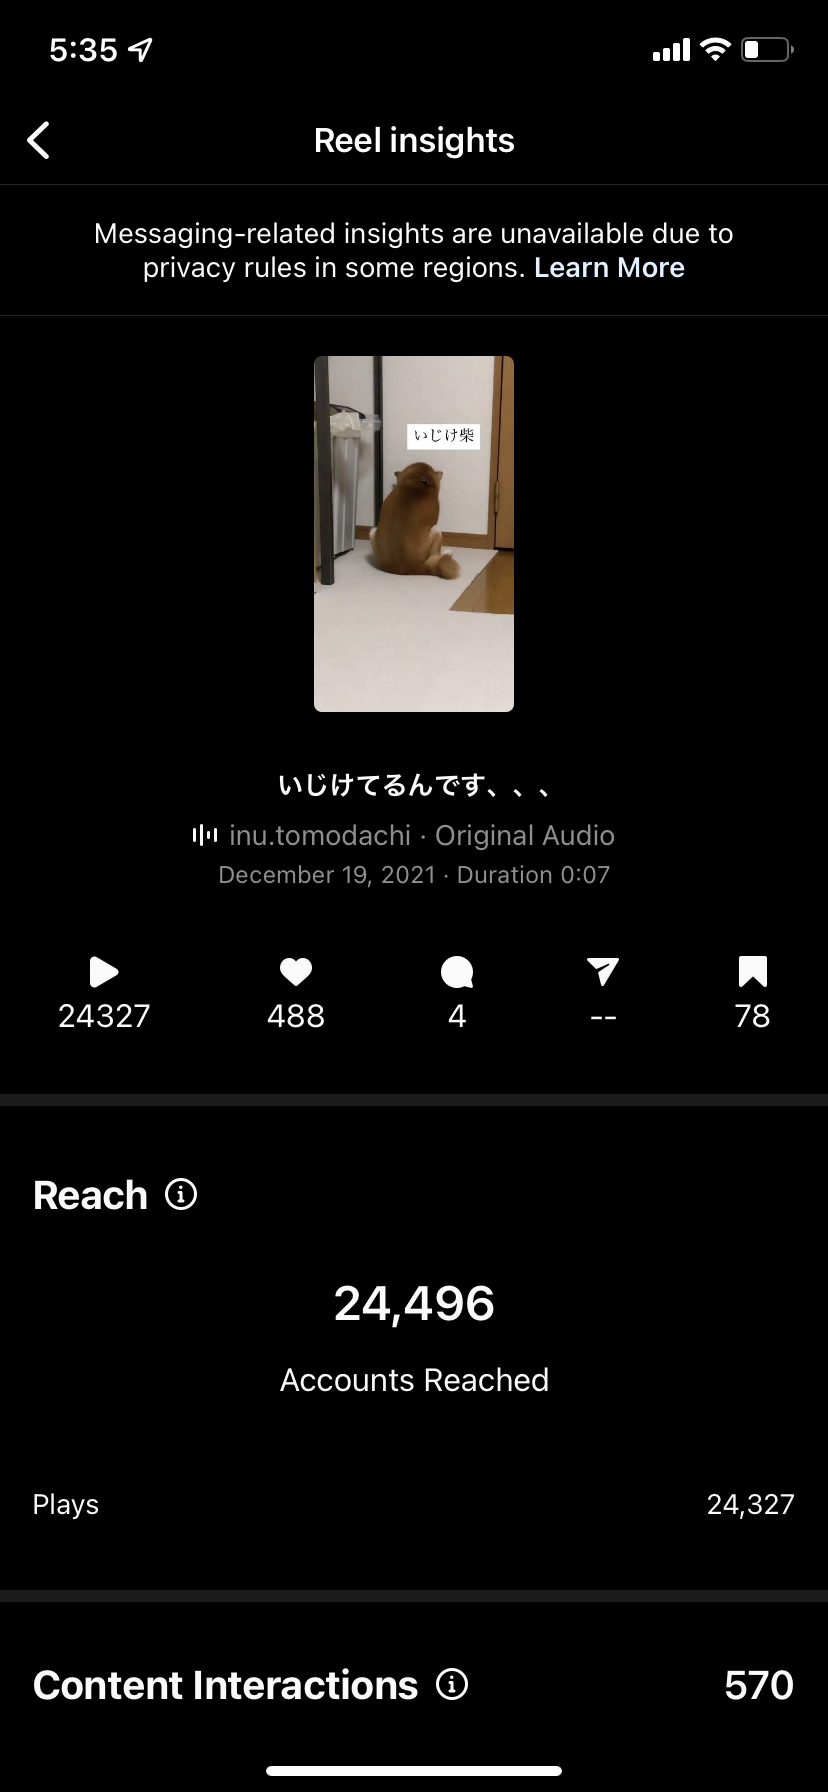 5:35
Reel insights
Messaging-related insights are unavailable due to
privacy rules in some regions. Learn More
いじけ柴
いじけてるんです、、、
inu.tomodachi · Original Audio
December 19, 2021 · Duration 0:07
24327 488 4 -- 78
Reach
24,496
Accounts Reached
Plays 24,327
Content Interactions 570